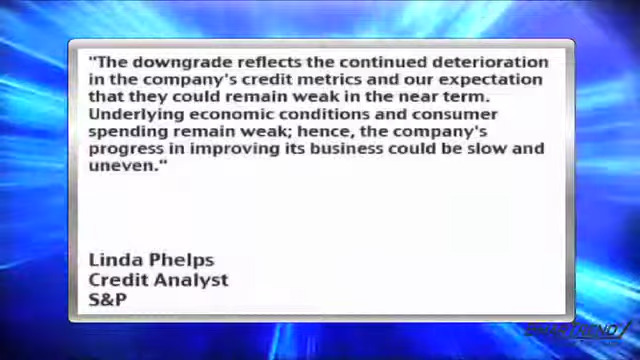 "The downgrade reflects the continued deterioration
in the company's credit metrics and our expectation
that they could remain weak in the near term.
Underlying economic conditions and consumer
spending remain weak; hence, the company's
progress in improving its business could be slow and
uneven."
Linda Phelps
Credit Analyst
S&P